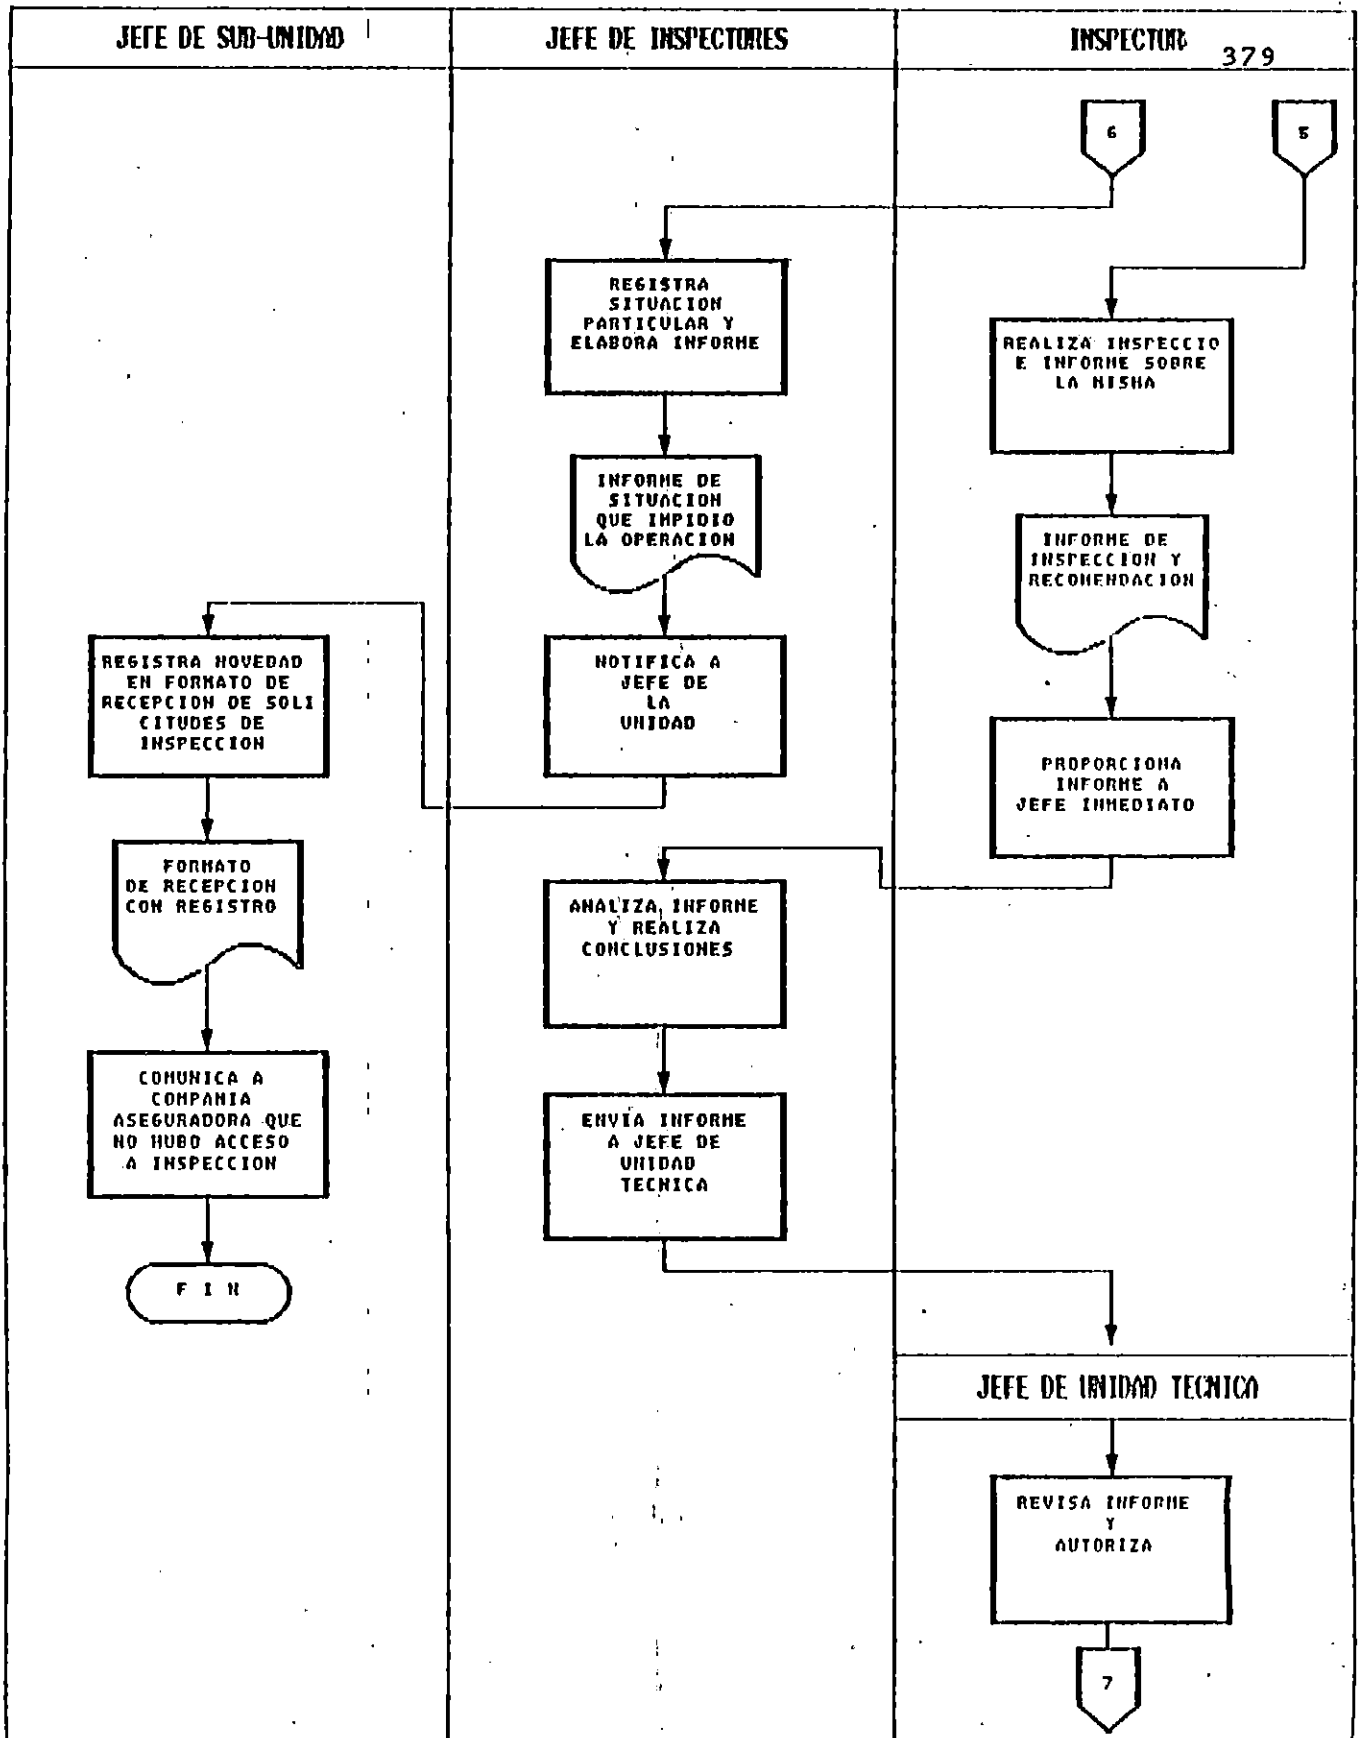 JEFE DE SUB-UNIDAD
JEFE DE INSPECTORES
INSPECTOR
379
6
5
REGISTRA
SITUACION
PARTICULAR Y
ELABORA INFORME
REALIZA INSPECCIO
E INFORME SOBRE
LA MISMA
INFORME DE
SITUACION
QUE IMPIDIO
LA OPERACION
INFORME DE
INSPECCION Y
RECOMENDACION
REGISTRA NOVEDAD
EN FORMATO DE
RECEPCION DE SOLI
CITUDES DE
INSPECCION
NOTIFICA A
JEFE DE
LA
UNIDAD
PROPORCIONA
INFORME A
JEFE INMEDIATO
FORMATO
DE RECEPCION
CON REGISTRO
ANALIZA INFORME
Y REALIZA
CONCLUSIONES
COMUNICA A
COMPANIA
ASEGURADORA QUE
NO HUBO ACCESO
A INSPECCION
ENVIA INFORME
A JEFE DE
UNIDAD
TECNICA
F I N
JEFE DE UNIDAD TECNICA
REVISA INFORME
Y
AUTORIZA
7